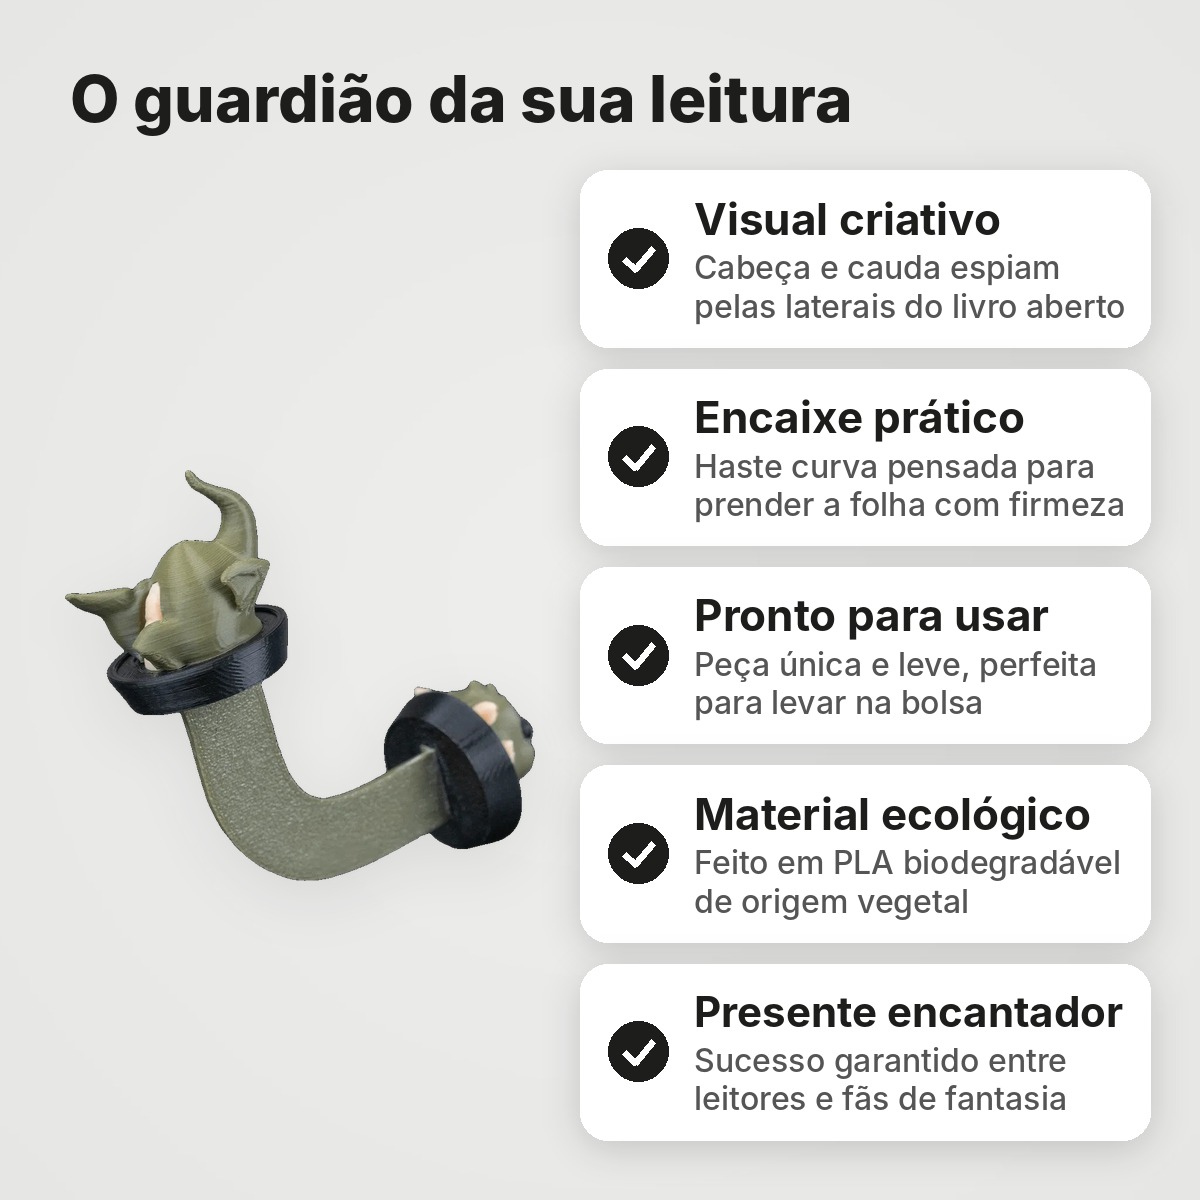 O guardião da sua leitura
Visual criativo
Cabeça e cauda espiam
pelas laterais do livro aberto
Encaixe prático
Haste curva pensada para
prender a folha com firmeza
Pronto para usar
Peça única e leve, perfeita
para levar na bolsa
Material ecológico
Feito em PLA biodegradável
de origem vegetal
Presente encantador
Sucesso garantido entre
leitores e fãs de fantasia